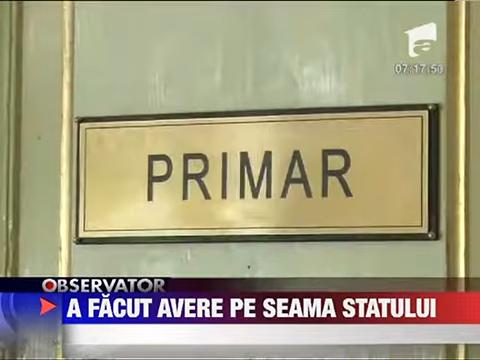 07:17:50
PRIMAR
OBSERVATOR
A FĂCUT AVERE PE SEAMA STATULUI